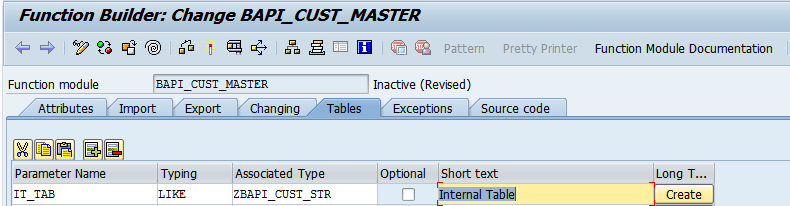 Function Builder: Change BAPI_CUST_MASTER
Pattern Pretty Printer Function Module Documentation
Function module BAPI_CUST_MASTER Inactive (Revised)
Attributes Import Export Changing Tables Exceptions Source code
Parameter Name Typing Associated Type Optional Short text Long T...
IT_TAB LIKE ZBAPI_CUST_STR Internal Table Create